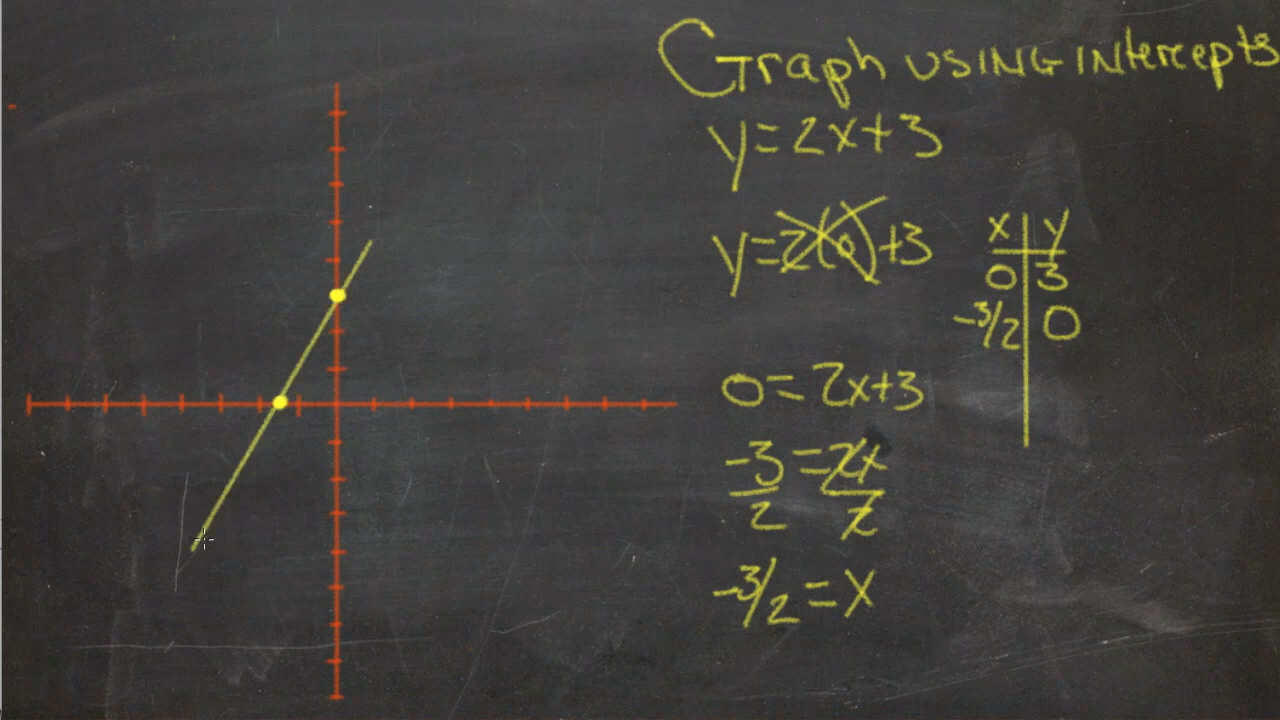 Graph using intercepts
y=2x+3
y=2(0)+3
x y
0 3
-3/2 0
0=2x+3
-3=2x
2 2
-3/2=x